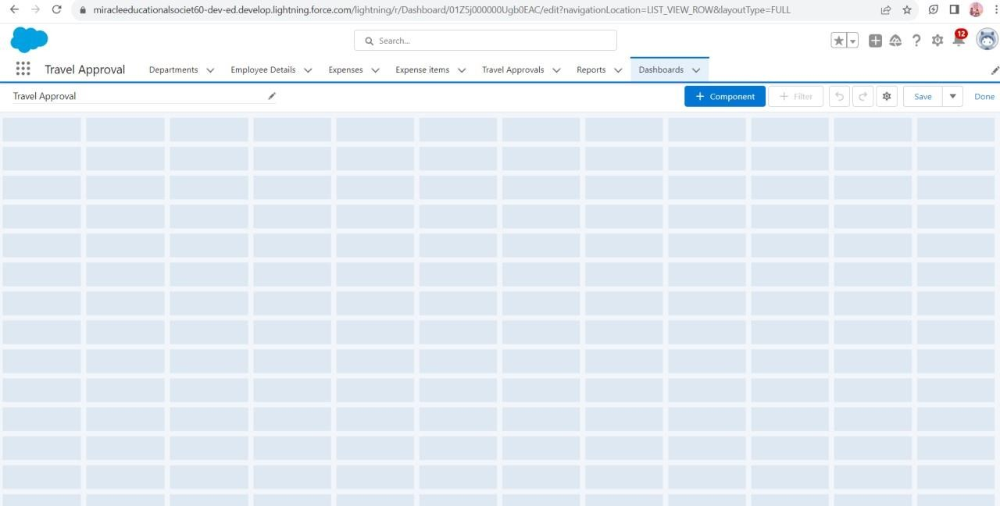 miracleeducationalsociet60-dev-ed.develop.lightning.force.com/lightning/r/Dashboard/01Z5j000000Ugb0EAC/edit?navigationLocation=LIST_VIEW_ROW&layoutType=FULL
Search...
12
Travel Approval Departments Employee Details Expenses Expense items Travel Approvals Reports Dashboards
Travel Approval + Component + Filter Save Done